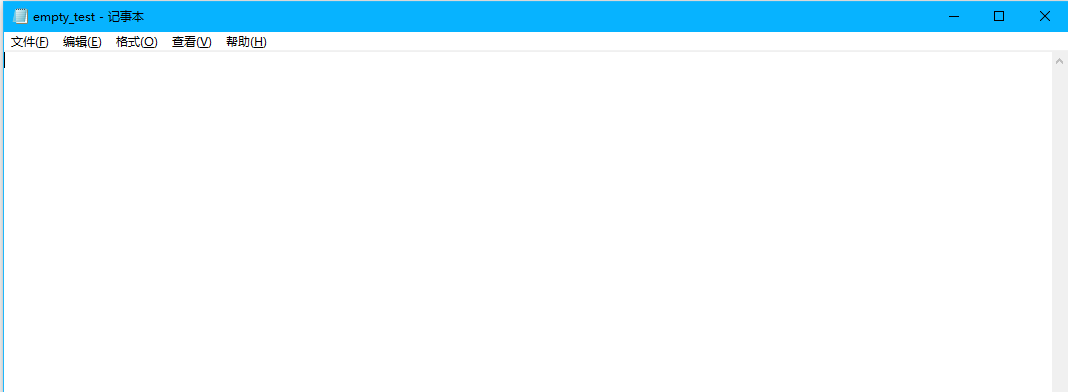 empty_test - 记事本
文件(F) 编辑(E) 格式(O) 查看(V) 帮助(H)